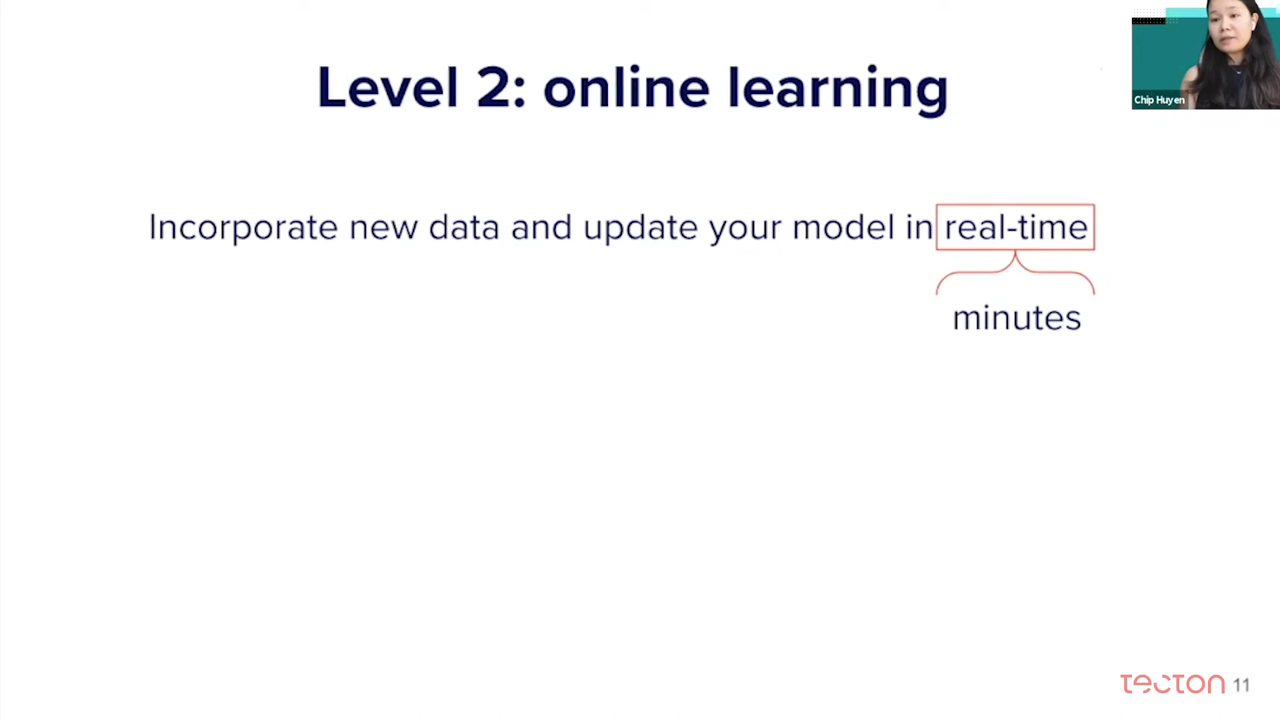 Level 2: online learning
Chip Huyen
Incorporate new data and update your model in real-time
minutes
tecton 11